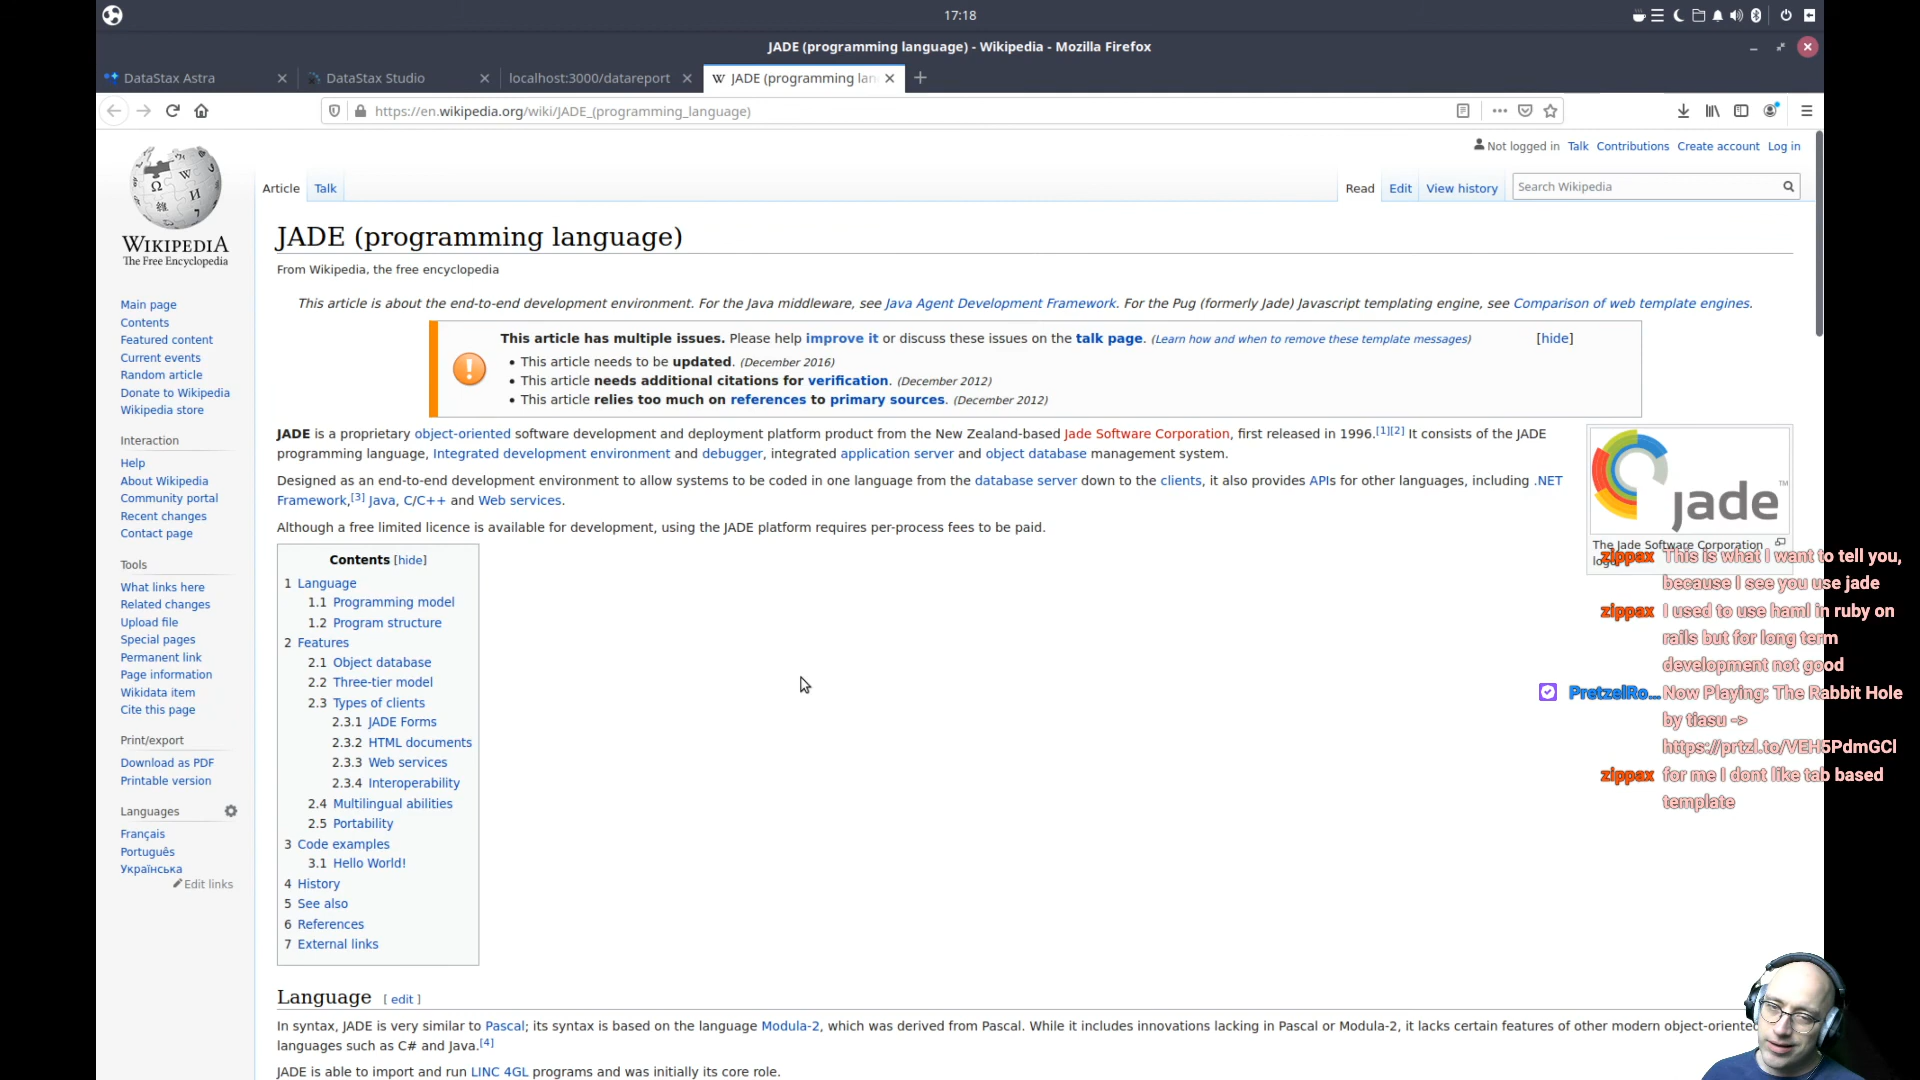 17:18
JADE (programming language) - Wikipedia - Mozilla Firefox
DataStax Astra
DataStax Studio
localhost:3000/datareport
W JADE (programming lan
https://en.wikipedia.org/wiki/JADE_(programming_language)
WIKIPEDIA
The Free Encyclopedia
Main page
Contents
Featured content
Current events
Random article
Donate to Wikipedia
Wikipedia store
Interaction
Help
About Wikipedia
Community portal
Recent changes
Contact page
Tools
What links here
Related changes
Upload file
Special pages
Permanent link
Page information
Wikidata item
Cite this page
Print/export
Download as PDF
Printable version
Languages
Français
Português
Українська
Edit links
Not logged in Talk Contributions Create account Log in
Article Talk
Read Edit View history Search Wikipedia
JADE (programming language)
From Wikipedia, the free encyclopedia
This article is about the end-to-end development environment. For the Java middleware, see Java Agent Development Framework. For the Pug (formerly Jade) Javascript templating engine, see Comparison of web template engines.
This article has multiple issues. Please help improve it or discuss these issues on the talk page. (Learn how and when to remove these template messages) [hide]
• This article needs to be updated. (December 2016)
• This article needs additional citations for verification. (December 2012)
• This article relies too much on references to primary sources. (December 2012)
JADE is a proprietary object-oriented software development and deployment platform product from the New Zealand-based Jade Software Corporation, first released in 1996.[1][2] It consists of the JADE
programming language, Integrated development environment and debugger, integrated application server and object database management system.
Designed as an end-to-end development environment to allow systems to be coded in one language from the database server down to the clients, it also provides APIs for other languages, including .NET
Framework,[3] Java, C/C++ and Web services.
Although a free limited licence is available for development, using the JADE platform requires per-process fees to be paid.
jade™
The Jade Software Corporation
logo
Contents [hide]
1 Language
1.1 Programming model
1.2 Program structure
2 Features
2.1 Object database
2.2 Three-tier model
2.3 Types of clients
2.3.1 JADE Forms
2.3.2 HTML documents
2.3.3 Web services
2.3.4 Interoperability
2.4 Multilingual abilities
2.5 Portability
3 Code examples
3.1 Hello World!
4 History
5 See also
6 References
7 External links
Language [ edit ]
In syntax, JADE is very similar to Pascal; its syntax is based on the language Modula-2, which was derived from Pascal. While it includes innovations lacking in Pascal or Modula-2, it lacks certain features of other modern object-oriented
languages such as C# and Java.[4]
JADE is able to import and run LINC 4GL programs and was initially its core role.
zippax This is what I want to tell you,
because I see you use jade
zippax I used to use haml in ruby on
rails but for long term
development not good
PretzelRo... Now Playing: The Rabbit Hole
by tiasu ->
https://prtzl.to/VEH5PdmGCl
zippax for me I dont like tab based
template